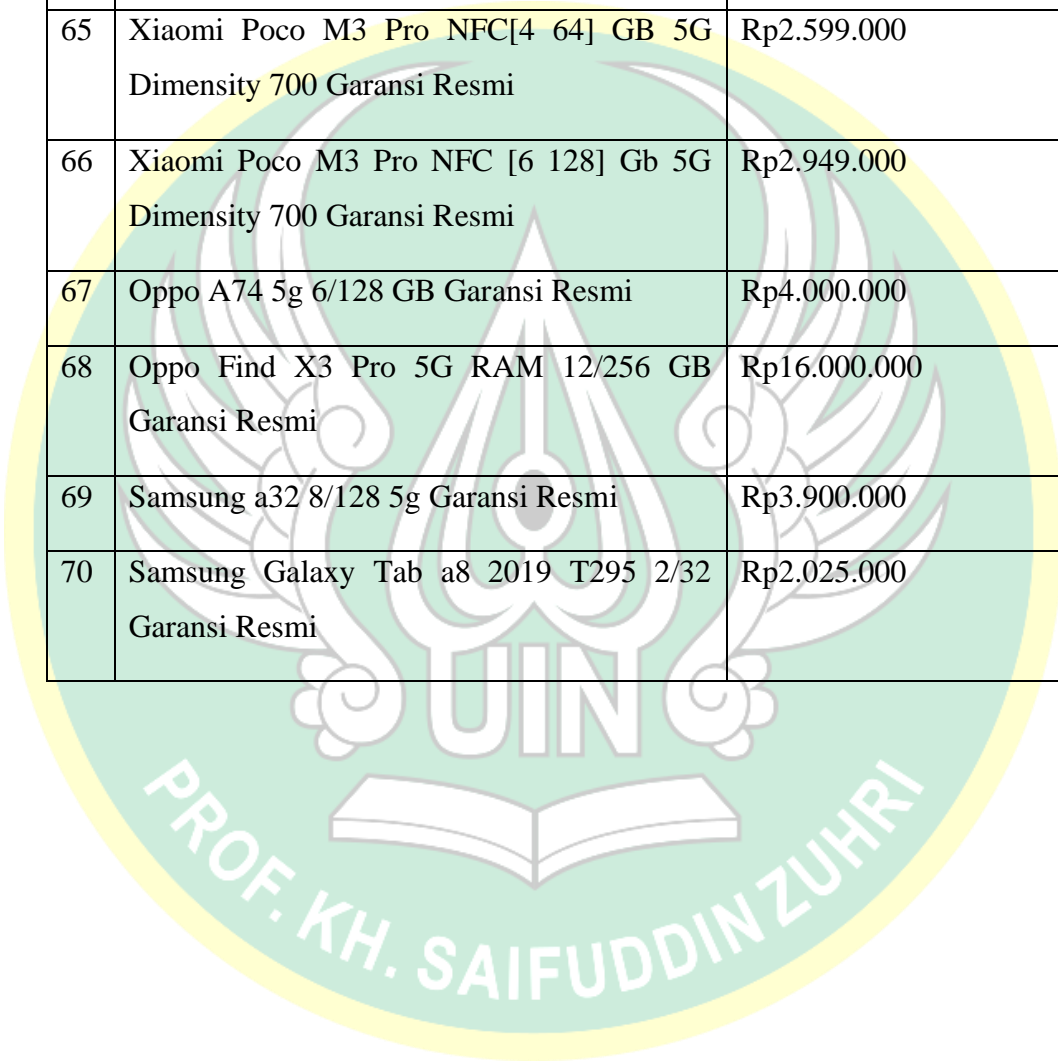 65 Xiaomi Poco M3 Pro NFC[4 64] GB 5G Rp2.599.000
Dimensity 700 Garansi Resmi
66 Xiaomi Poco M3 Pro NFC [6 128] Gb 5G Rp2.949.000
Dimensity 700 Garansi Resmi
67 Oppo A74 5g 6/128 GB Garansi Resmi Rp4.000.000
68 Oppo Find X3 Pro 5G RAM 12/256 GB Rp16.000.000
Garansi Resmi
69 Samsung a32 8/128 5g Garansi Resmi Rp3.900.000
70 Samsung Galaxy Tab a8 2019 T295 2/32 Rp2.025.000
Garansi Resmi
UIN
PROF. KH. SAIFUDDIN ZUHRI